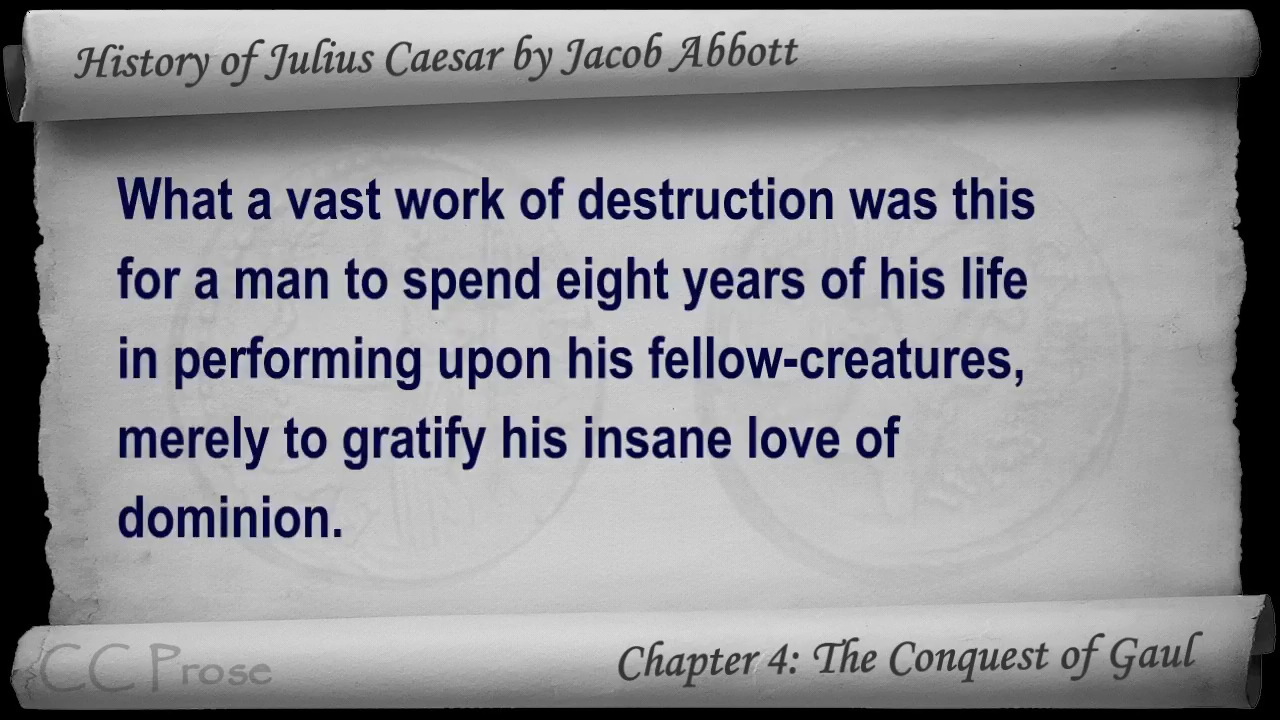 History of Julius Caesar by Jacob Abbott
What a vast work of destruction was this
for a man to spend eight years of his life
in performing upon his fellow-creatures,
merely to gratify his insane love of
dominion.
CC Prose
Chapter 4: The Conquest of Gaul